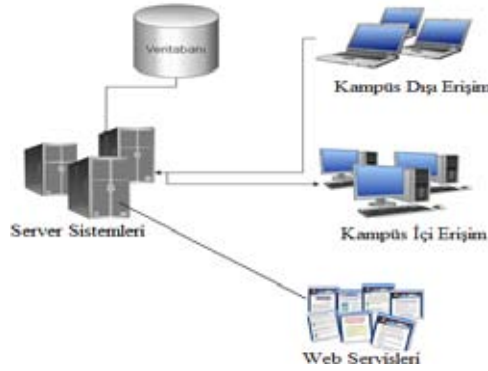 Veritabanı
Kampüs Dışı Erişim
Server Sistemleri
Kampüs İçi Erişim
Web Servisleri